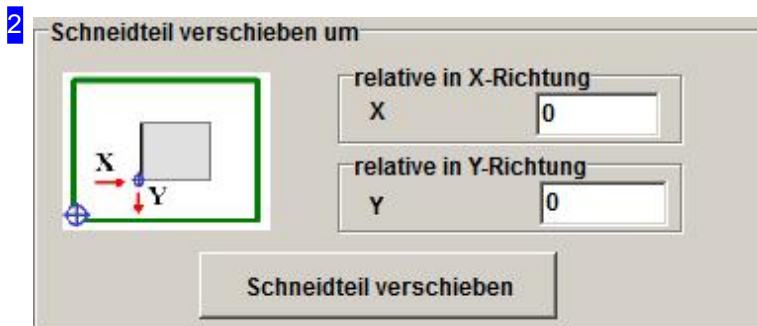 2
Schneidteil verschieben um
relative in X-Richtung
X 0
X
Y
relative in Y-Richtung
Y 0
Schneidteil verschieben